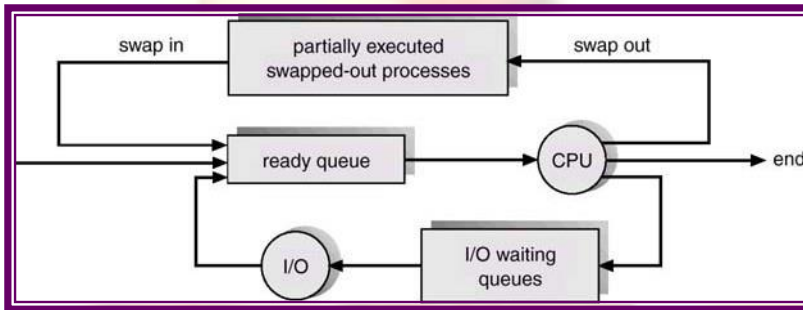 swap in
partially executed
swapped-out processes
swap out
ready queue
CPU
end
I/O
I/O waiting
queues